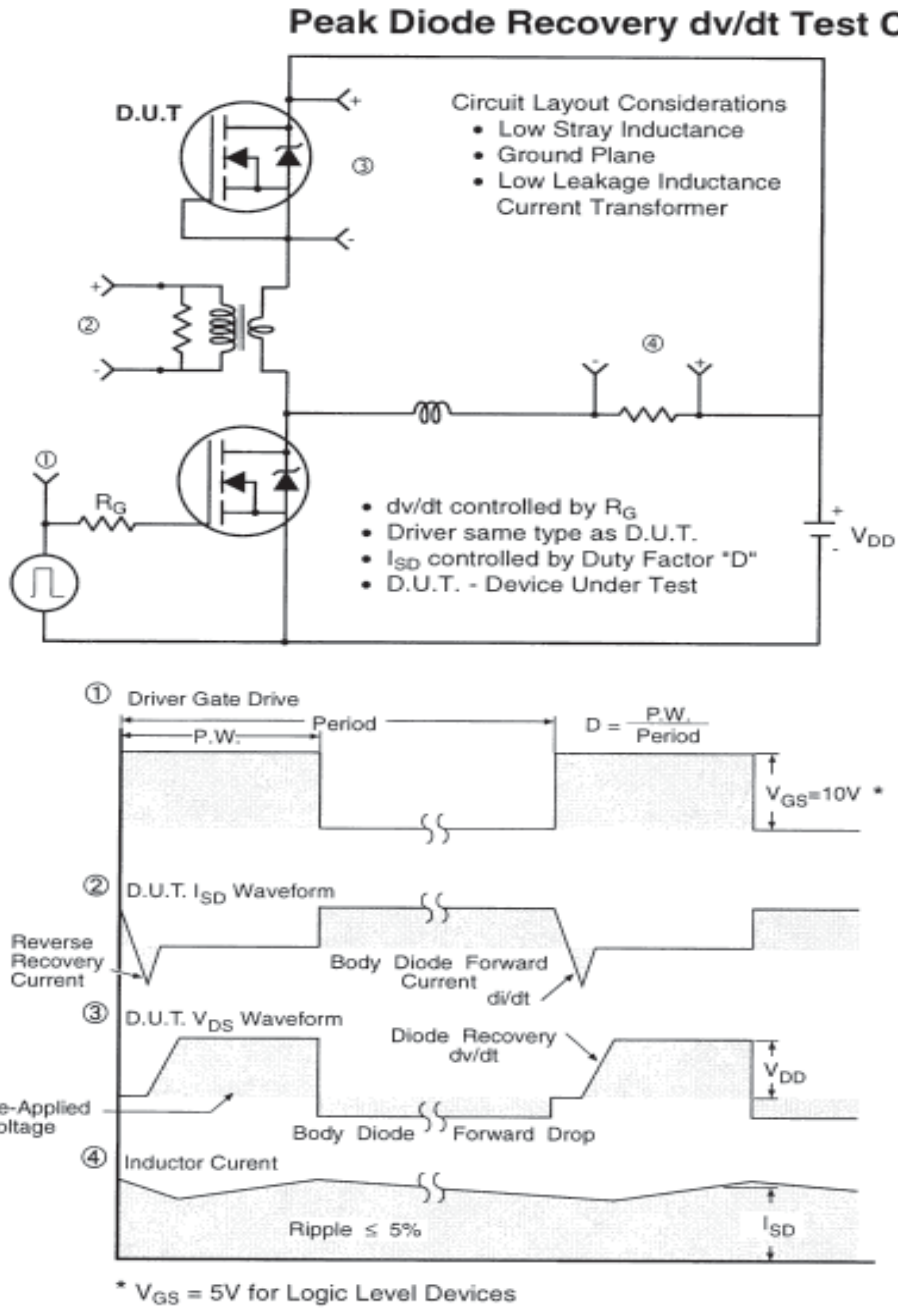 Peak Diode Recovery dv/dt Test C
D.U.T
+
③
-
Circuit Layout Considerations
• Low Stray Inductance
• Ground Plane
• Low Leakage Inductance
Current Transformer
+
②
-
④
-
+
①
RG
• dv/dt controlled by RG
• Driver same type as D.U.T.
• ISD controlled by Duty Factor "D"
• D.U.T. - Device Under Test
+
VDD
-
① Driver Gate Drive
Period
P.W.
D = P.W.
Period
VGS=10V *
② D.U.T. ISD Waveform
Reverse
Recovery
Current
Body Diode Forward
Current
di/dt
③ D.U.T. VDS Waveform
Diode Recovery
dv/dt
VDD
e-Applied
oltage
Body Diode Forward Drop
④ Inductor Curent
Ripple ≤ 5%
ISD
* VGS = 5V for Logic Level Devices